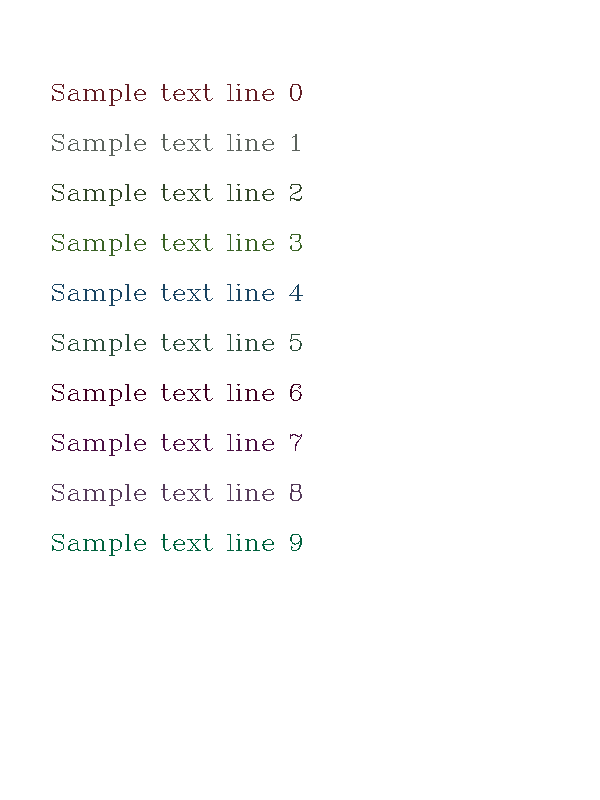 Sample text line 0
Sample text line 1
Sample text line 2
Sample text line 3
Sample text line 4
Sample text line 5
Sample text line 6
Sample text line 7
Sample text line 8
Sample text line 9